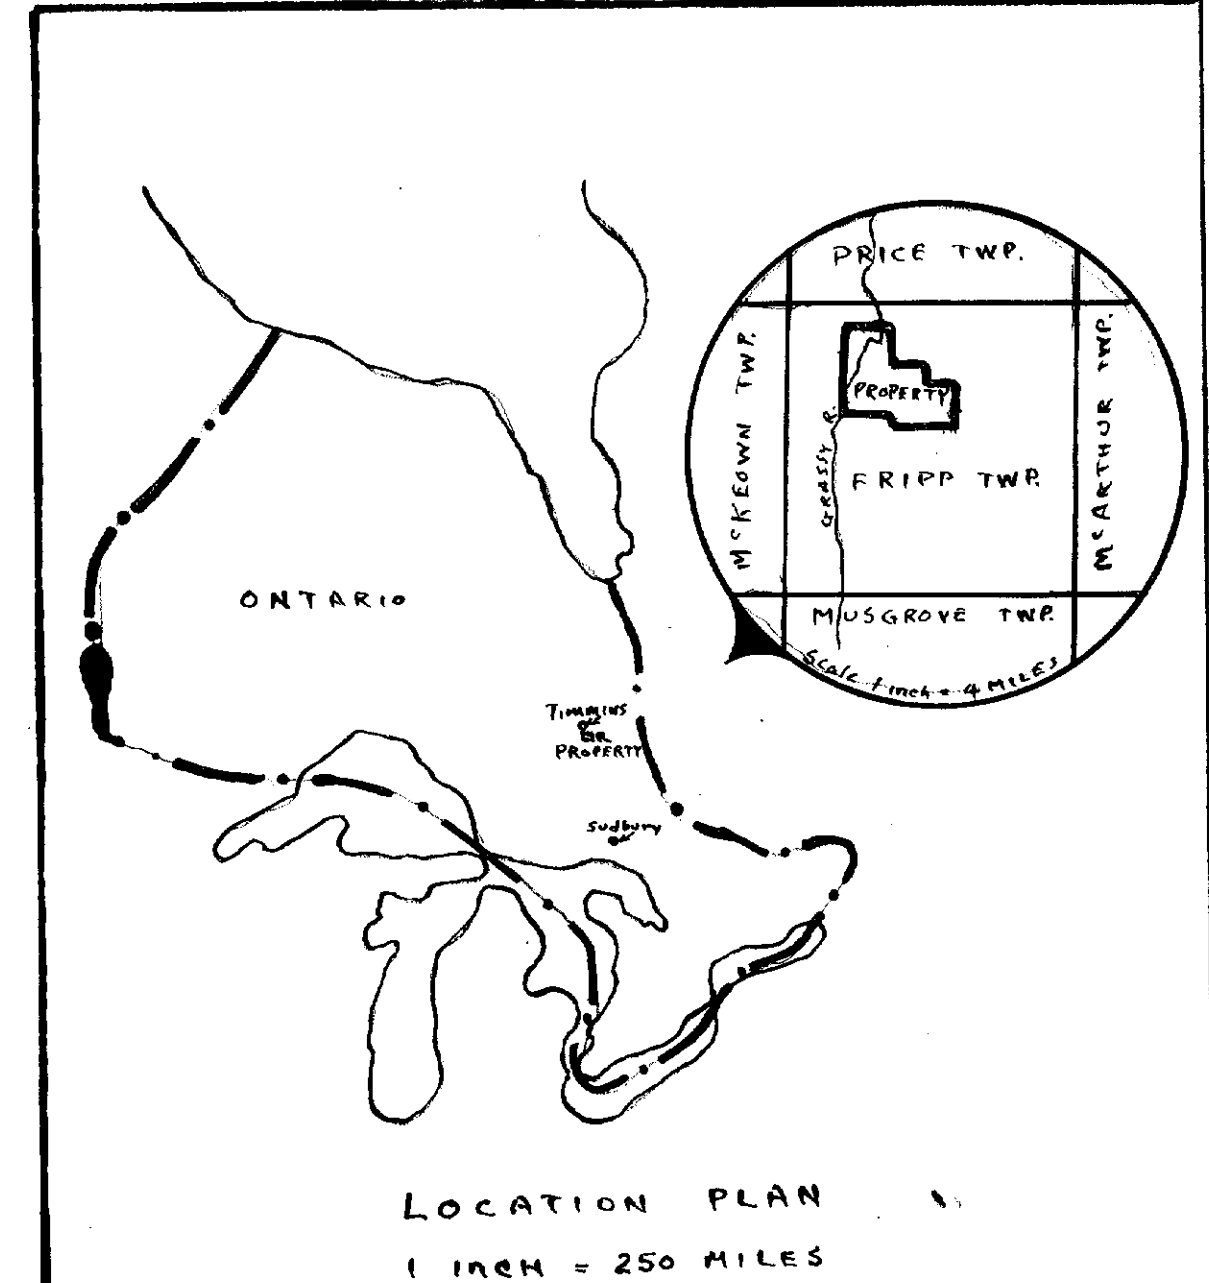 PRICE TWP.
McKEOWN TWP.
McARTHUR TWP.
PROPERTY
GRASSY R.
FRIPP TWP.
MUSGROVE TWP.
Scale 1 inch = 4 MILES
ONTARIO
TIMMINS
PROPERTY
Sudbury
LOCATION PLAN
1 INCH = 250 MILES